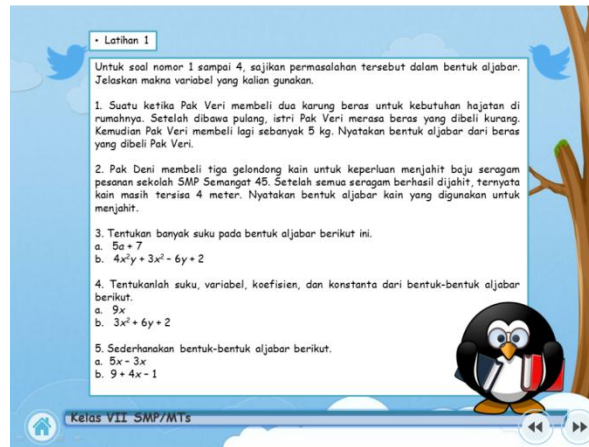 • Latihan 1
Untuk soal nomor 1 sampai 4, sajikan permasalahan tersebut dalam bentuk aljabar.
Jelaskan makna variabel yang kalian gunakan.
1. Suatu ketika Pak Veri membeli dua karung beras untuk kebutuhan hajatan di
rumahnya. Setelah dibawa pulang, istri Pak Veri merasa beras yang dibeli kurang.
Kemudian Pak Veri membeli lagi sebanyak 5 kg. Nyatakan bentuk aljabar dari beras
yang dibeli Pak Veri.
2. Pak Deni membeli tiga gelondong kain untuk keperluan menjahit baju seragam
pesanan sekolah SMP Semangat 45. Setelah semua seragam berhasil dijahit, ternyata
kain masih tersisa 4 meter. Nyatakan bentuk aljabar kain yang digunakan untuk
menjahit.
3. Tentukan banyak suku pada bentuk aljabar berikut ini.
a. 5a + 7
b. 4x²y + 3x² – 6y + 2
4. Tentukanlah suku, variabel, koefisien, dan konstanta dari bentuk-bentuk aljabar
berikut.
a. 9x
b. 3x² + 6y + 2
5. Sederhanakan bentuk-bentuk aljabar berikut.
a. 5x – 3x
b. 9 + 4x – 1
Kelas VII SMP/MTs